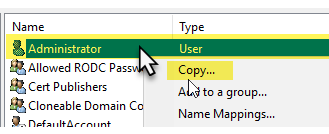 Name Type
Administrator User
Allowed RODC Passw
Copy...
Cert Publishers
Add to a group...
Cloneable Domain Co
Name Mappings...
DefaultAccount